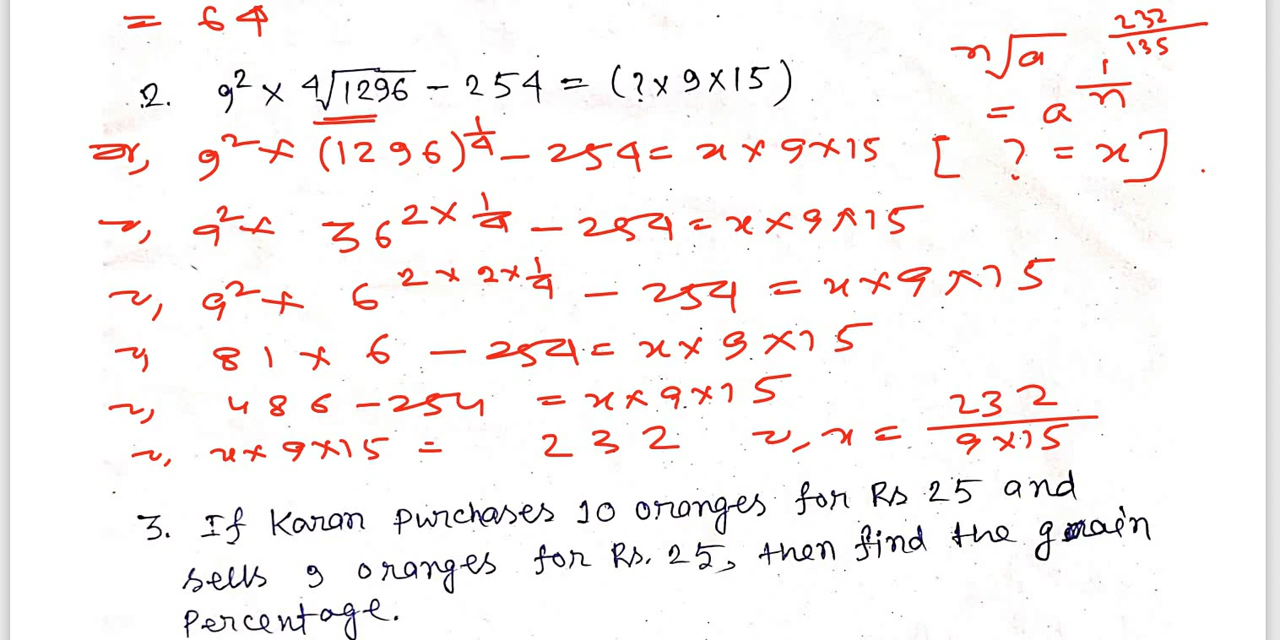 = 64
232/135
ⁿ√a
= a^(1/n)
2. 9² × 4√1296 - 254 = (? × 9 × 15)
or, 9² × (1296)^(1/4) - 254 = x × 9 × 15 [ ? = x ]
~, 9² × 36^(2 × 1/4) - 254 = x × 9 × 15
~, 9² × 6^(2 × 2 × 1/4) - 254 = x × 9 × 15
~, 81 × 6 - 254 = x × 9 × 15
~, 486 - 254 = x × 9 × 15
~, x × 9 × 15 = 232 ~, x = 232/(9 × 15)
3. If Karan purchases 10 oranges for Rs 25 and
sells 9 oranges for Rs. 25, then find the gain
percentage.